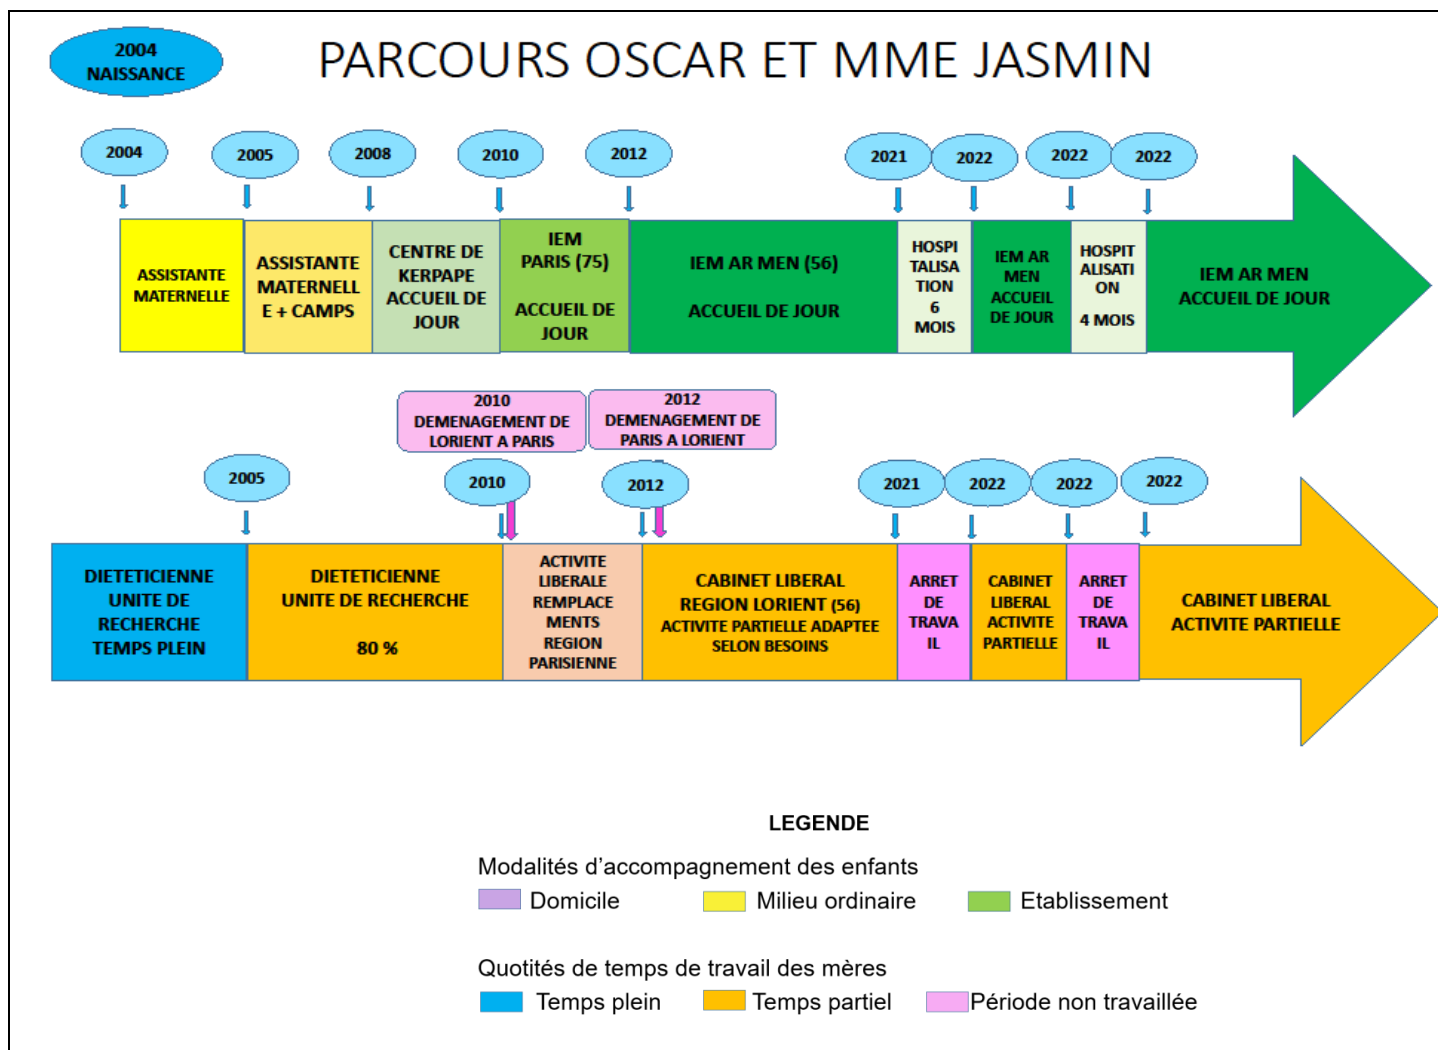 2004
NAISSANCE
PARCOURS OSCAR ET MME JASMIN
2004
2005
2008
2010
2012
2021
2022
2022
2022
ASSISTANTE
MATERNELLE
ASSISTANTE
MATERNELL
E + CAMPS
CENTRE DE
KERPAPE
ACCUEIL DE
JOUR
IEM
PARIS (75)
ACCUEIL DE
JOUR
IEM AR MEN (56)
ACCUEIL DE JOUR
HOSPI
TALISA
TION
6
MOIS
IEM AR
MEN
ACCUEIL
DE JOUR
HOSPIT
ALISATI
ON
4 MOIS
IEM AR MEN
ACCUEIL DE JOUR
2010
DEMENAGEMENT DE
LORIENT A PARIS
2012
DEMENAGEMENT DE
PARIS A LORIENT
2005
2010
2012
2021
2022
2022
2022
DIETETICIENNE
UNITE DE
RECHERCHE
TEMPS PLEIN
DIETETICIENNE
UNITE DE RECHERCHE
80 %
ACTIVITE
LIBERALE
REMPLACE
MENTS
REGION
PARISIENNE
CABINET LIBERAL
REGION LORIENT (56)
ACTIVITE PARTIELLE ADAPTEE
SELON BESOINS
ARRET
DE
TRAVA
IL
CABINET
LIBERAL
ACTIVITE
PARTIELLE
ARRET
DE
TRAVA
IL
CABINET LIBERAL
ACTIVITE PARTIELLE
LEGENDE
Modalités d'accompagnement des enfants
Domicile
Milieu ordinaire
Etablissement
Quotités de temps de travail des mères
Temps plein
Temps partiel
Période non travaillée